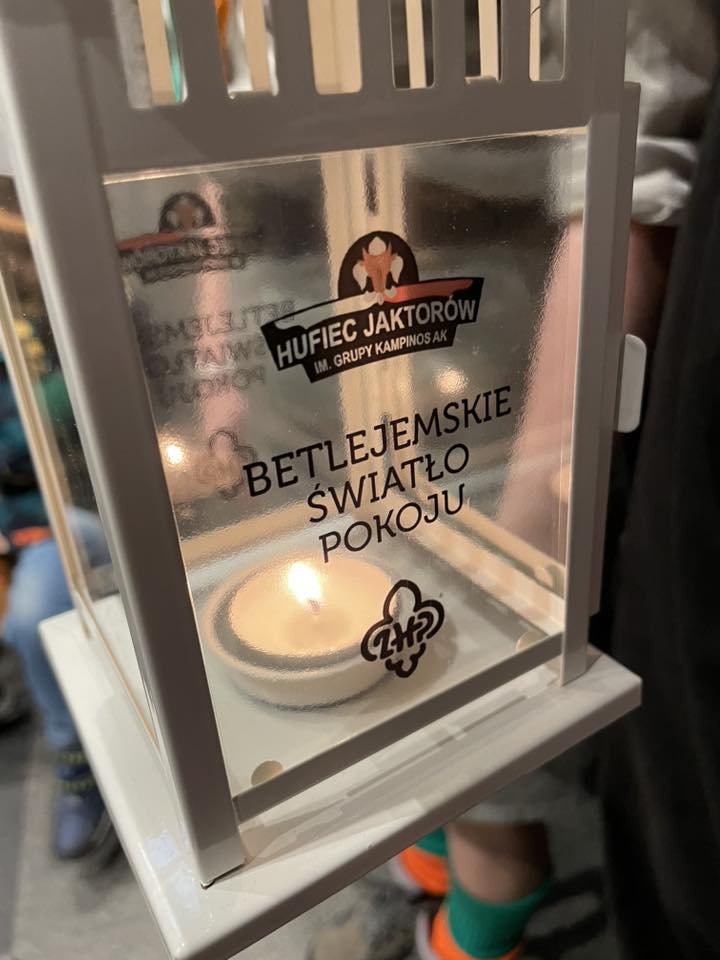 HUFIEC JAKTORÓW
IM. GRUPY KAMPINOS AK
BETLEJEMSKIE
ŚWIATŁO
POKOJU
ZHP